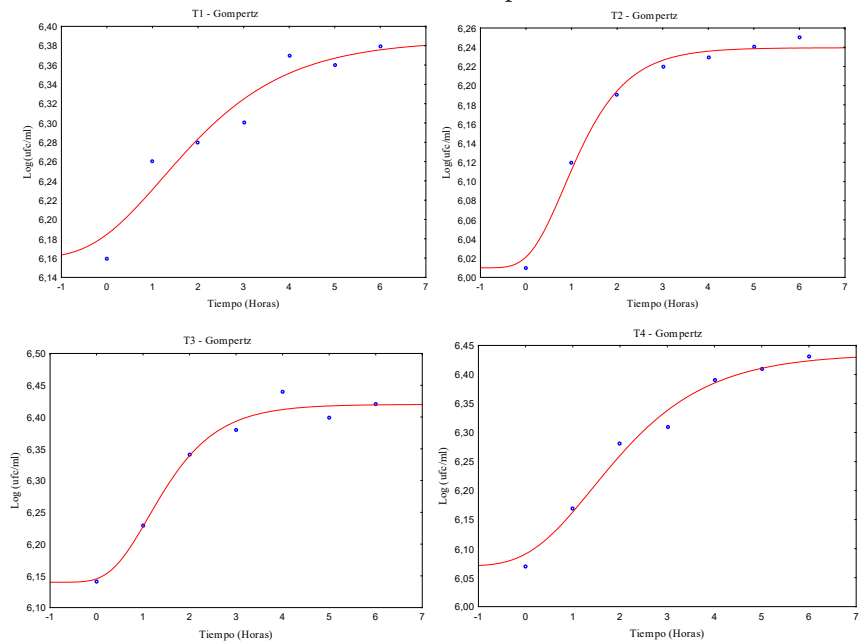 T1 - Gompertz
6,40
6,38
6,36
6,34
6,32
6,30
6,28
6,26
6,24
6,22
6,20
6,18
6,16
6,14
Log(ufc/ml)
-1 0 1 2 3 4 5 6 7
Tiempo (Horas)
T2 - Gompertz
6,26
6,24
6,22
6,20
6,18
6,16
6,14
6,12
6,10
6,08
6,06
6,04
6,02
6,00
Log (ufc/ml)
-1 0 1 2 3 4 5 6 7
Tiempo (Horas)
T3 - Gompertz
6,50
6,45
6,40
6,35
6,30
6,25
6,20
6,15
6,10
Log (ufc/ml)
-1 0 1 2 3 4 5 6 7
Tiempo (Horas)
T4 - Gompertz
6,45
6,40
6,35
6,30
6,25
6,20
6,15
6,10
6,05
6,00
Log (ufc/ml)
-1 0 1 2 3 4 5 6 7
Tiempo (Horas)